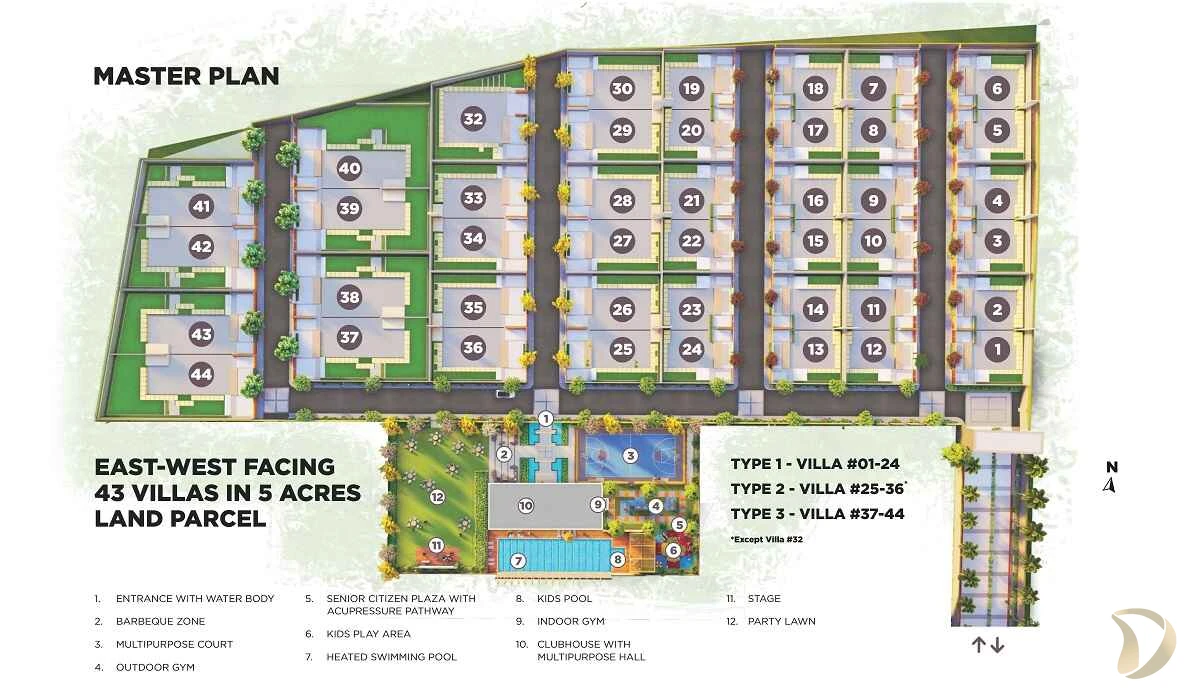 MASTER PLAN
30 19 18 7 6
32
29 20 17 8 5
40
33 28 21 16 9 4
41 39
34 27 22 15 10 3
42
38 35 26 23 14 11 2
43 37
36 25 24 13 12 1
44
1
2 3
12
10 9 4
5
11 6
7 8
EAST-WEST FACING
43 VILLAS IN 5 ACRES
LAND PARCEL
TYPE 1 - VILLA #01-24
TYPE 2 - VILLA #25-36*
TYPE 3 - VILLA #37-44
*Except Villa #32
N
1. ENTRANCE WITH WATER BODY
2. BARBEQUE ZONE
3. MULTIPURPOSE COURT
4. OUTDOOR GYM
5. SENIOR CITIZEN PLAZA WITH
ACUPRESSURE PATHWAY
6. KIDS PLAY AREA
7. HEATED SWIMMING POOL
8. KIDS POOL
9. INDOOR GYM
10. CLUBHOUSE WITH
MULTIPURPOSE HALL
11. STAGE
12. PARTY LAWN